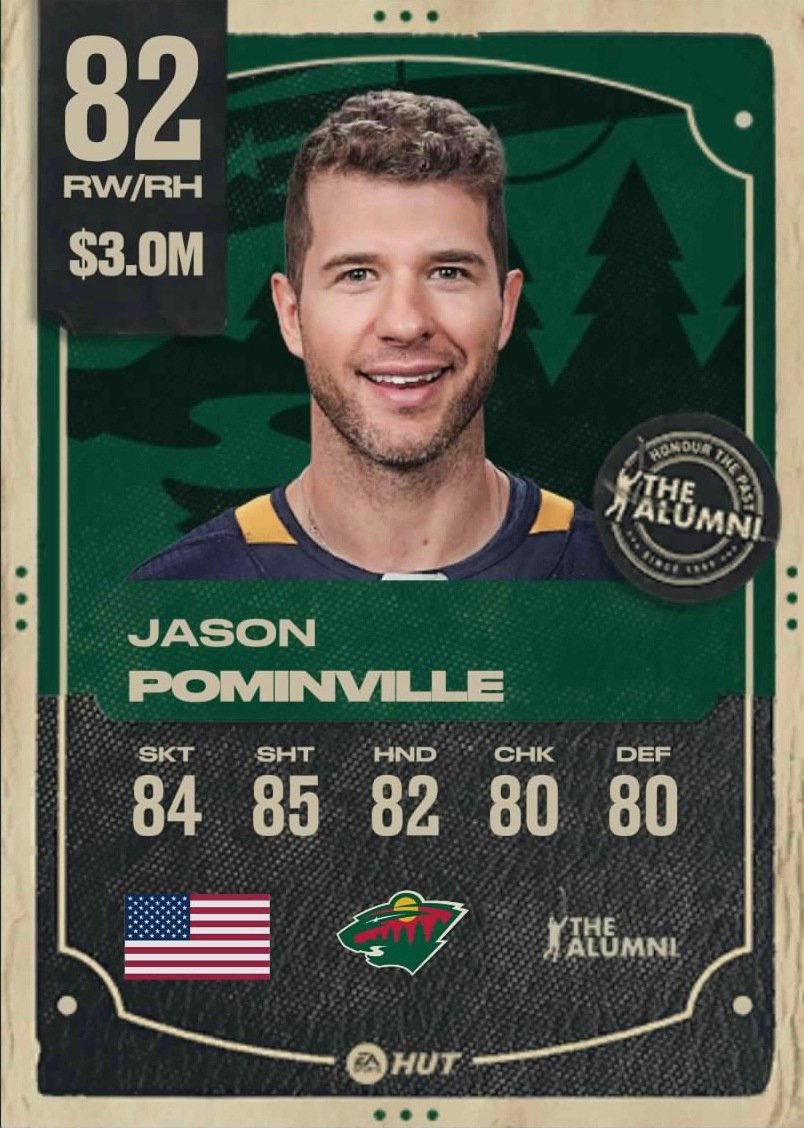 82
RW/RH
$3.0M
HONOUR THE PAST
THE
ALUMNI
JASON
POMINVILLE
SKT SHT HND CHK DEF
84 85 82 80 80
THE
ALUMNI
EA HUT